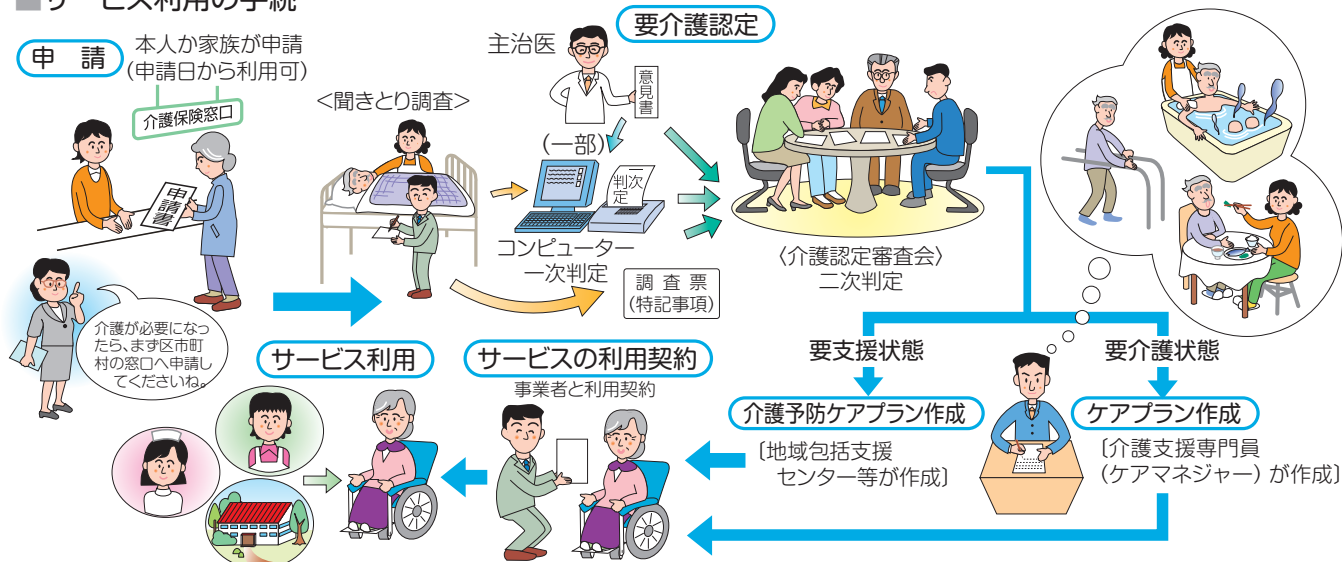 ■サービス利用の手続
申 請
本人か家族が申請
(申請日から利用可)
介護保険窓口
申請書
介護が必要になっ
たら、まず区市町
村の窓口へ申請し
てくださいね。
<聞きとり調査>
主治医
意見書
要介護認定
(一部)
一次
判定
コンピューター
一次判定
調 査 票
(特記事項)
〈介護認定審査会〉
二次判定
要支援状態
要介護状態
介護予防ケアプラン作成
〔地域包括支援
センター等が作成〕
ケアプラン作成
〔介護支援専門員
(ケアマネジャー)が作成〕
サービスの利用契約
事業者と利用契約
サービス利用